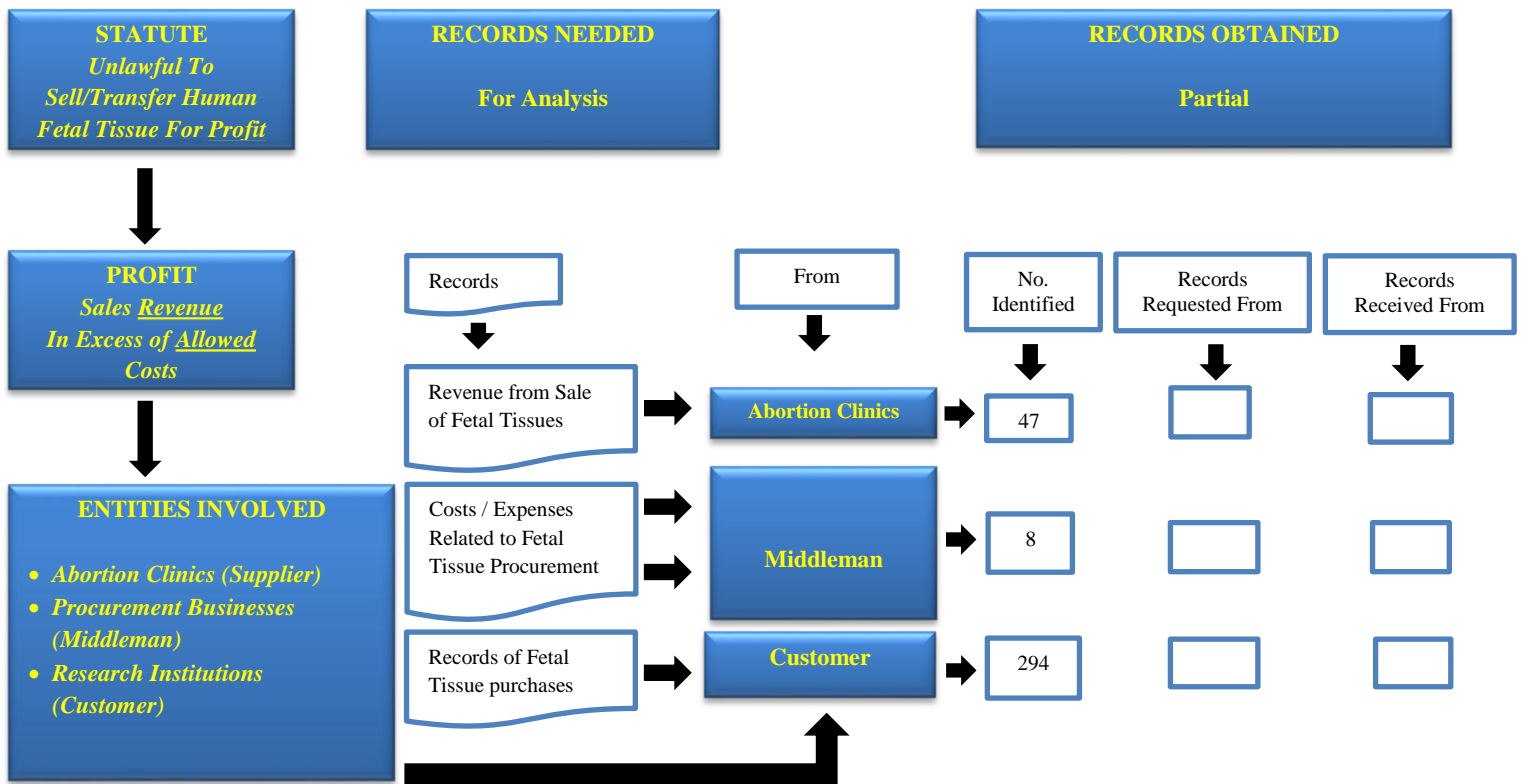 STATUTE
Unlawful To
Sell/Transfer Human
Fetal Tissue For Profit
RECORDS NEEDED
For Analysis
RECORDS OBTAINED
Partial
PROFIT
Sales Revenue
In Excess of Allowed
Costs
Records
From
No.
Identified
Records
Requested From
Records
Received From
Revenue from Sale
of Fetal Tissues
Abortion Clinics
47
ENTITIES INVOLVED
• Abortion Clinics (Supplier)
• Procurement Businesses
(Middleman)
• Research Institutions
(Customer)
Costs / Expenses
Related to Fetal
Tissue Procurement
Middleman
8
Records of Fetal
Tissue purchases
Customer
294